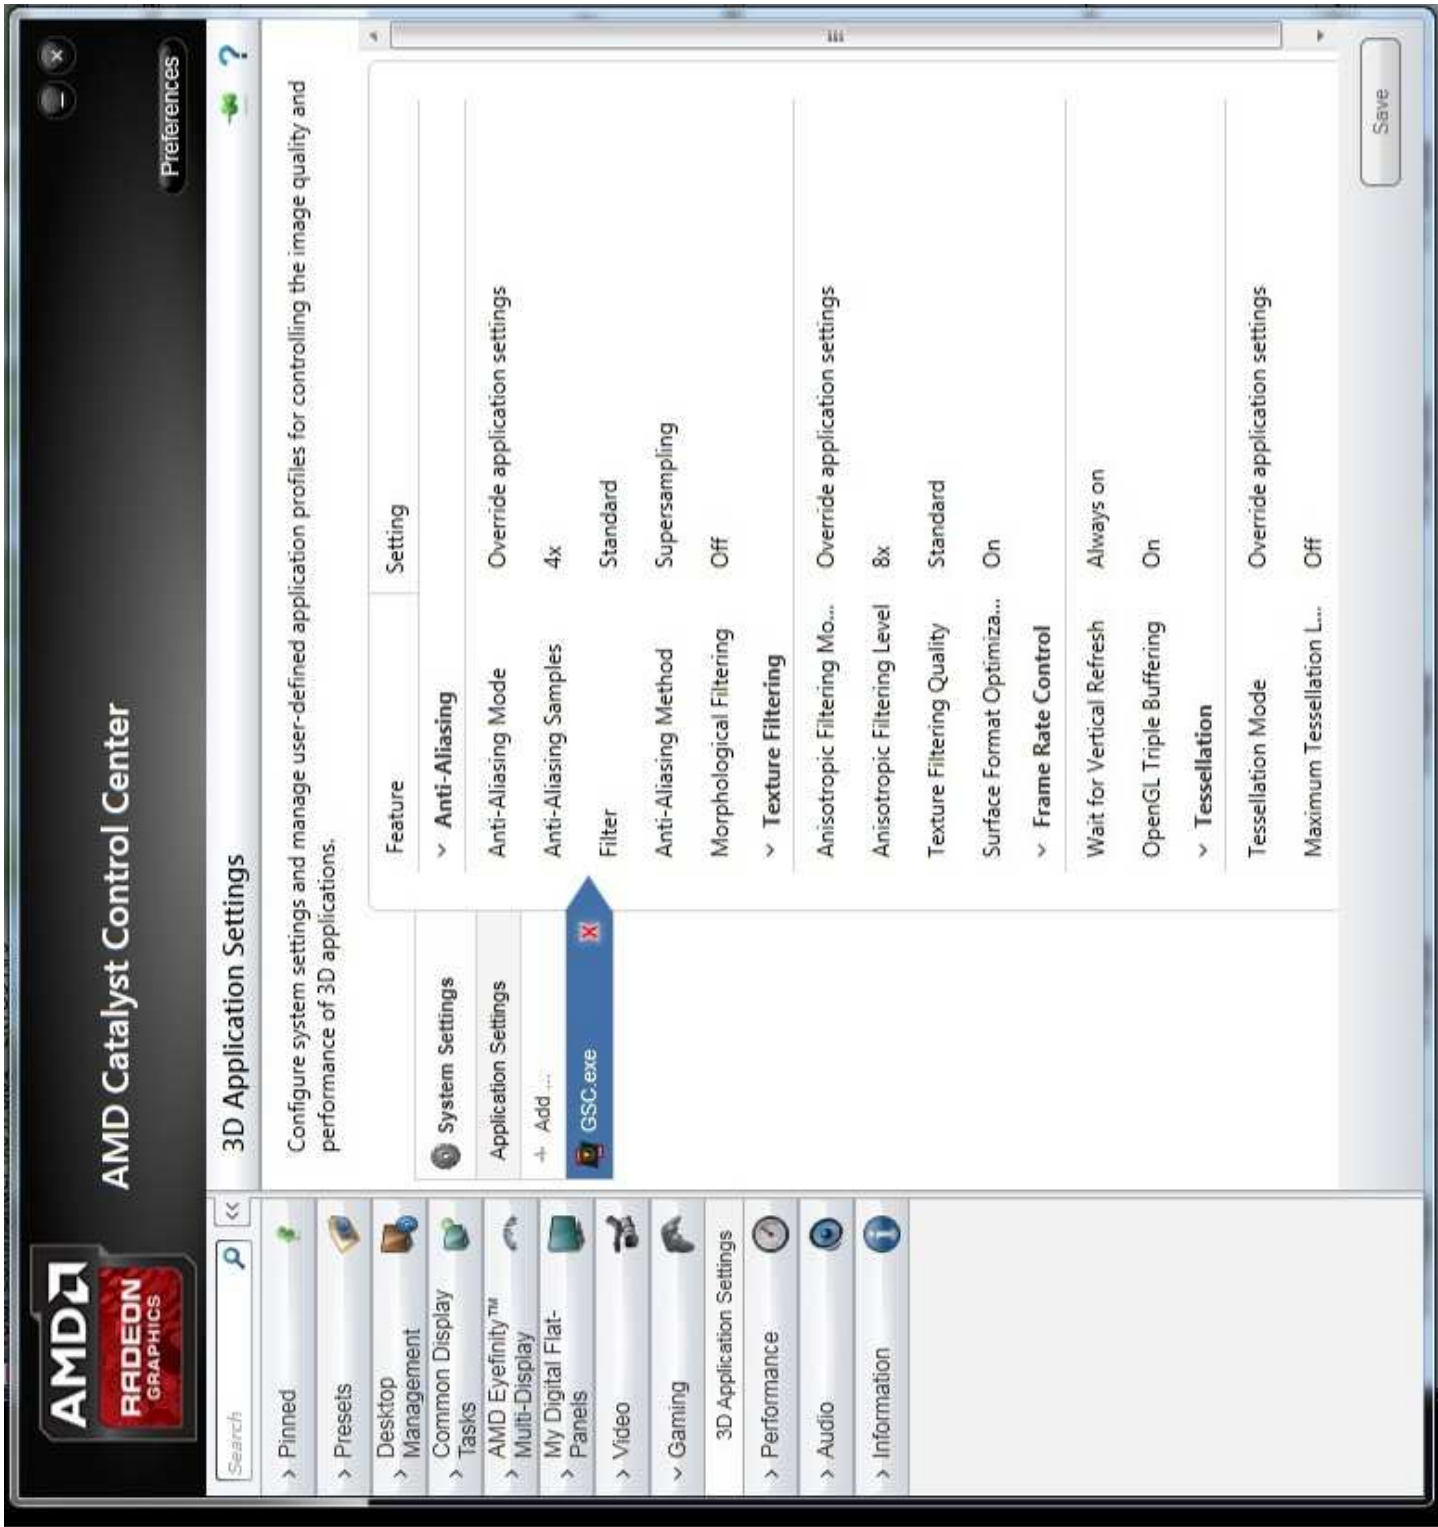 AMD
RADEON
GRAPHICS
AMD Catalyst Control Center
Preferences
Search
3D Application Settings
?
Pinned
Presets
Desktop
Management
Common Display
Tasks
AMD Eyefinity™
Multi-Display
My Digital Flat-
Panels
Video
Gaming
3D Application Settings
Performance
Audio
Information
Configure system settings and manage user-defined application profiles for controlling the image quality and
performance of 3D applications.
System Settings
Application Settings
Add ...
GSC.exe
Feature Setting
Anti-Aliasing
Anti-Aliasing Mode Override application settings
Anti-Aliasing Samples 4x
Filter Standard
Anti-Aliasing Method Supersampling
Morphological Filtering Off
Texture Filtering
Anisotropic Filtering Mo... Override application settings
Anisotropic Filtering Level 8x
Texture Filtering Quality Standard
Surface Format Optimiza... On
Frame Rate Control
Wait for Vertical Refresh Always on
OpenGL Triple Buffering On
Tessellation
Tessellation Mode Override application settings
Maximum Tessellation L... Off
Save